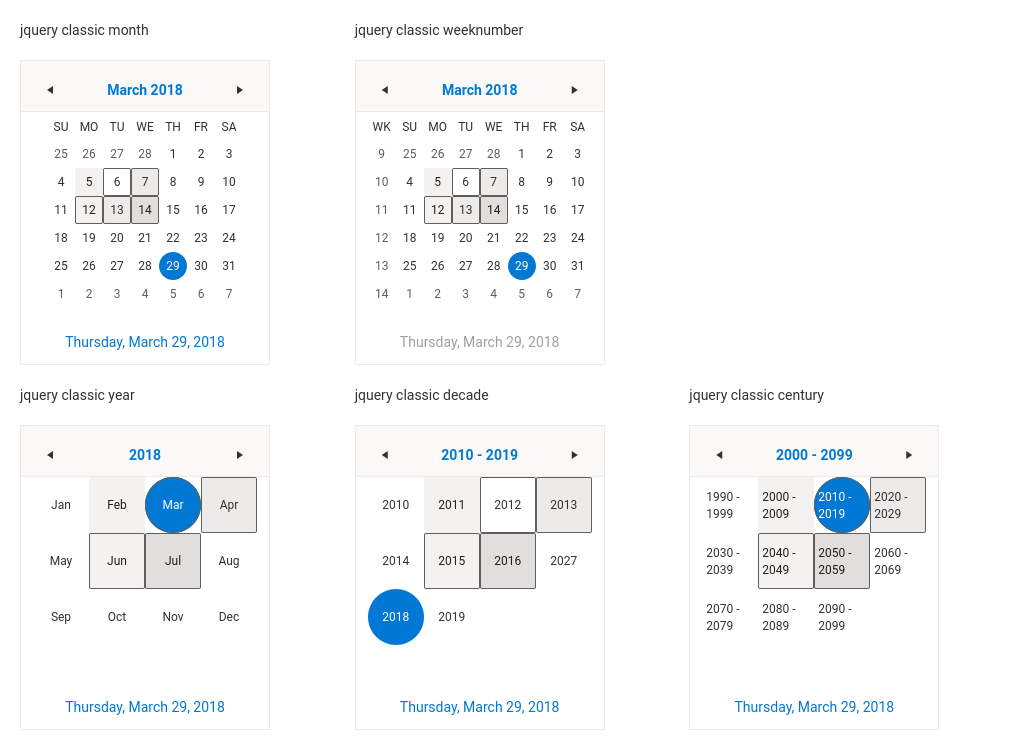 jquery classic month
jquery classic weeknumber
March 2018
SU MO TU WE TH FR SA
25 26 27 28 1 2 3
4 5 6 7 8 9 10
11 12 13 14 15 16 17
18 19 20 21 22 23 24
25 26 27 28 29 30 31
1 2 3 4 5 6 7
Thursday, March 29, 2018
March 2018
WK SU MO TU WE TH FR SA
9 25 26 27 28 1 2 3
10 4 5 6 7 8 9 10
11 11 12 13 14 15 16 17
12 18 19 20 21 22 23 24
13 25 26 27 28 29 30 31
14 1 2 3 4 5 6 7
Thursday, March 29, 2018
jquery classic year
jquery classic decade
jquery classic century
2018
Jan Feb Mar Apr
May Jun Jul Aug
Sep Oct Nov Dec
Thursday, March 29, 2018
2010 - 2019
2010 2011 2012 2013
2014 2015 2016 2027
2018 2019
Thursday, March 29, 2018
2000 - 2099
1990 - 2000 - 2010 - 2020 -
1999 2009 2019 2029
2030 - 2040 - 2050 - 2060 -
2039 2049 2059 2069
2070 - 2080 - 2090 -
2079 2089 2099
Thursday, March 29, 2018